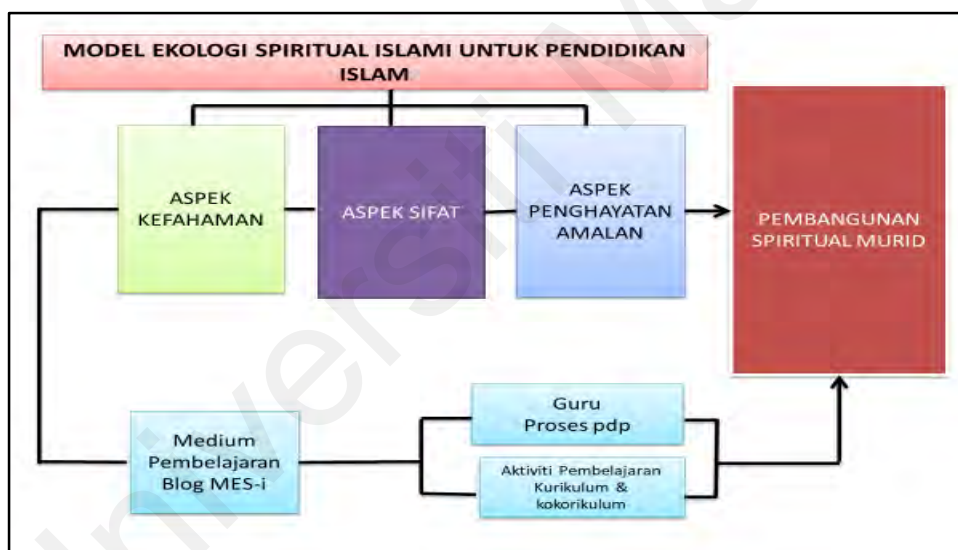 MODEL EKOLOGI SPIRITUAL ISLAMI UNTUK PENDIDIKAN
ISLAM
ASPEK
KEFAHAMAN
ASPEK SIFAT
ASPEK
PENGHAYATAN
AMALAN
PEMBANGUNAN
SPIRITUAL MURID
Medium
Pembelajaran
Blog MES-i
Guru
Proses pdp
Aktiviti Pembelajaran
Kurikulum &
kokorikulum